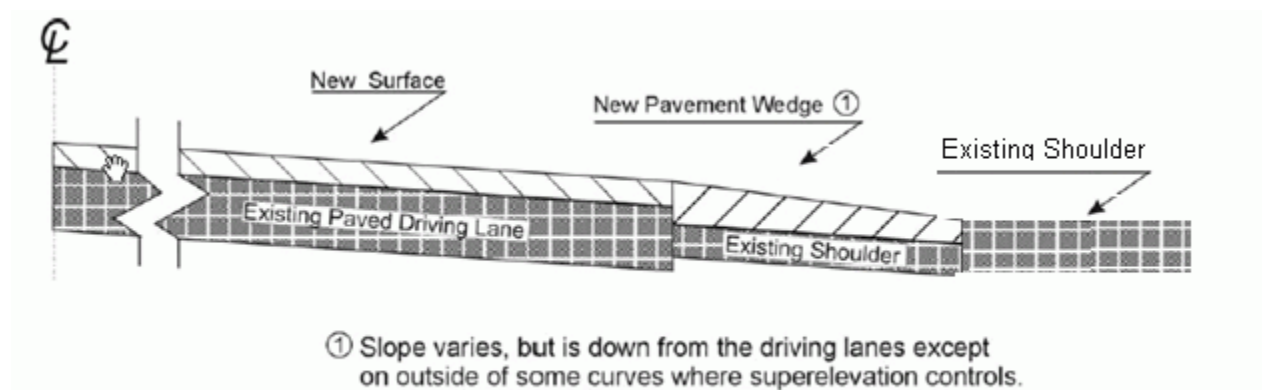 ℄
New Surface
New Pavement Wedge ①
Existing Shoulder
Existing Paved Driving Lane
Existing Shoulder
① Slope varies, but is down from the driving lanes except
on outside of some curves where superelevation controls.